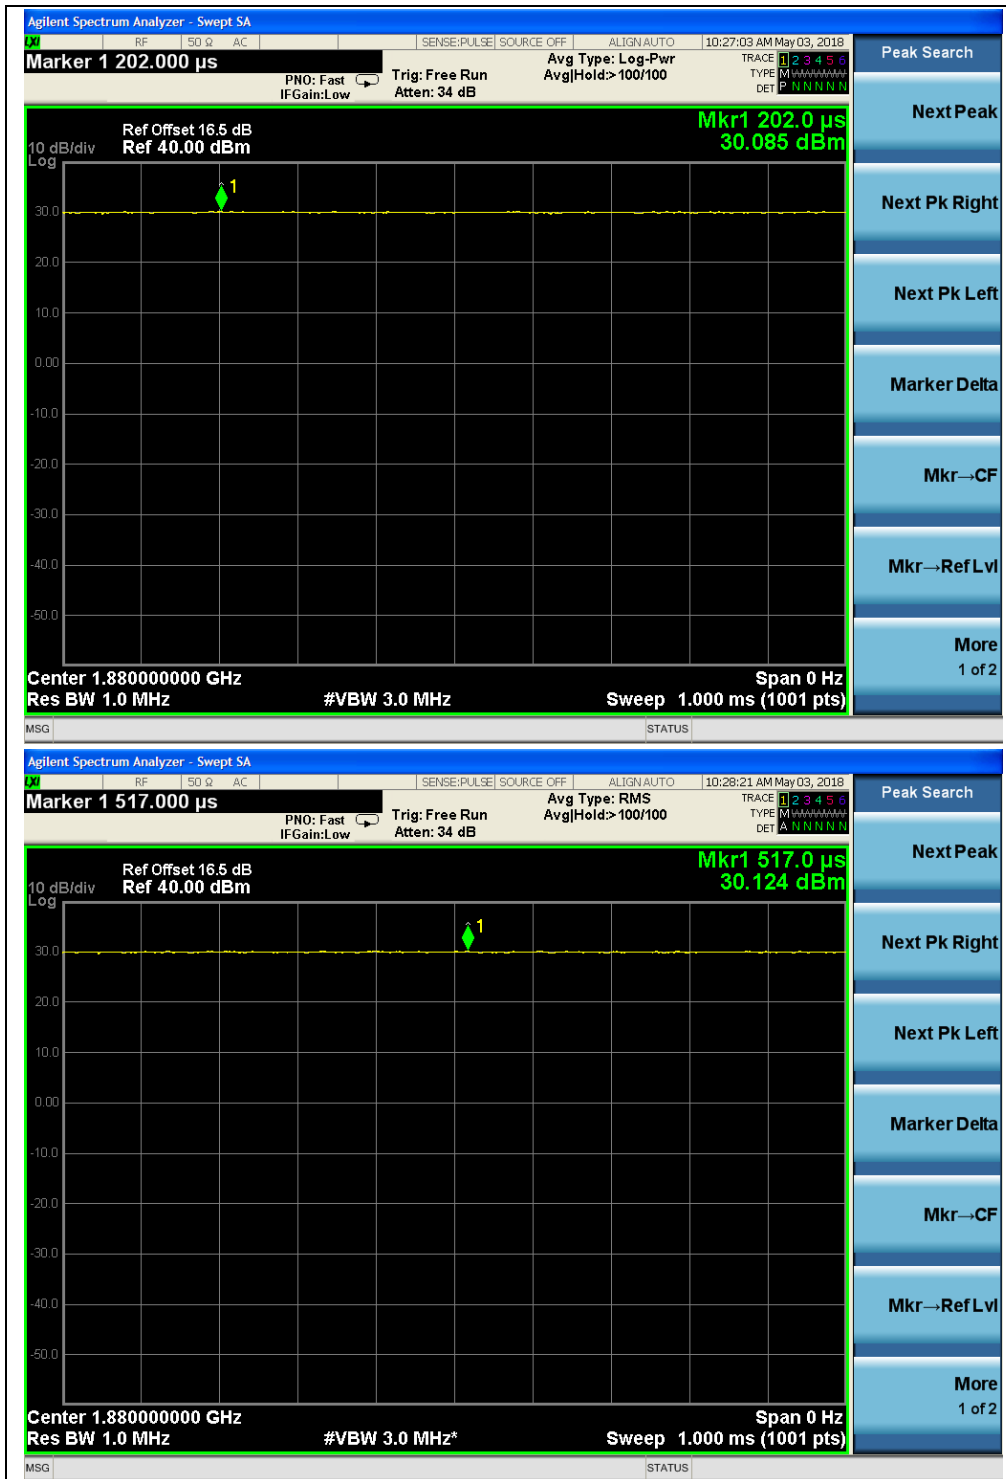 Agilent Spectrum Analyzer - Swept SA
LXI RF 50 Ω AC SENSE:PULSE SOURCE OFF ALIGN AUTO 10:27:03 AM May 03, 2018
Marker 1 202.000 µs
PNO: Fast
IFGain:Low
Trig: Free Run
Atten: 34 dB
Avg Type: Log-Pwr
Avg|Hold:>100/100
TRACE 1 2 3 4 5 6
TYPE M
DET P N N N N N
Peak Search
Mkr1 202.0 µs
30.085 dBm
Ref Offset 16.5 dB
10 dB/div Ref 40.00 dBm
Log
1
30.0
20.0
10.0
0.00
-10.0
-20.0
-30.0
-40.0
-50.0
Next Peak
Next Pk Right
Next Pk Left
Marker Delta
Mkr→CF
Mkr→Ref Lvl
More
1 of 2
Center 1.880000000 GHz Span 0 Hz
Res BW 1.0 MHz #VBW 3.0 MHz Sweep 1.000 ms (1001 pts)
MSG STATUS
Agilent Spectrum Analyzer - Swept SA
LXI RF 50 Ω AC SENSE:PULSE SOURCE OFF ALIGN AUTO 10:28:21 AM May 03, 2018
Marker 1 517.000 µs
PNO: Fast
IFGain:Low
Trig: Free Run
Atten: 34 dB
Avg Type: RMS
Avg|Hold:>100/100
TRACE 1 2 3 4 5 6
TYPE M
DET A N N N N N
Peak Search
Mkr1 517.0 µs
30.124 dBm
Ref Offset 16.5 dB
10 dB/div Ref 40.00 dBm
Log
1
30.0
20.0
10.0
0.00
-10.0
-20.0
-30.0
-40.0
-50.0
Next Peak
Next Pk Right
Next Pk Left
Marker Delta
Mkr→CF
Mkr→Ref Lvl
More
1 of 2
Center 1.880000000 GHz Span 0 Hz
Res BW 1.0 MHz #VBW 3.0 MHz* Sweep 1.000 ms (1001 pts)
MSG STATUS